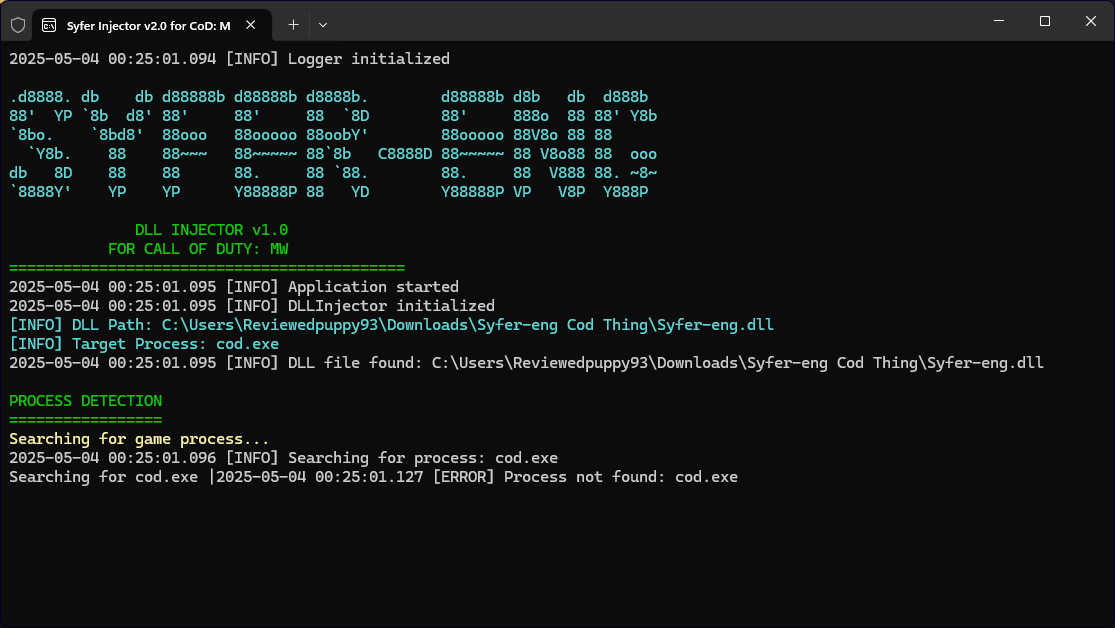 Syfer Injector v2.0 for CoD: M
2025-05-04 00:25:01.094 [INFO] Logger initialized
.d8888. db    db d88888b d88888b d8888b.        d88888b d8b   db  d888b
88'  YP `8b  d8' 88'     88'     88  `8D        88'     888o  88 88' Y8b
`8bo.    `8bd8'  88ooo   88ooooo 88oobY'        88ooooo 88V8o 88 88
  `Y8b.    88    88~~~   88~~~~~ 88`8b   C8888D 88~~~~~ 88 V8o88 88  ooo
db   8D    88    88      88.     88 `88.        88.     88  V888 88. ~8~
`8888Y'    YP    YP      Y88888P 88   YD        Y88888P VP   V8P  Y888P
DLL INJECTOR v1.0
FOR CALL OF DUTY: MW
============================================
2025-05-04 00:25:01.095 [INFO] Application started
2025-05-04 00:25:01.095 [INFO] DLLInjector initialized
[INFO] DLL Path: C:\Users\Reviewedpuppy93\Downloads\Syfer-eng Cod Thing\Syfer-eng.dll
[INFO] Target Process: cod.exe
2025-05-04 00:25:01.095 [INFO] DLL file found: C:\Users\Reviewedpuppy93\Downloads\Syfer-eng Cod Thing\Syfer-eng.dll
PROCESS DETECTION
=================
Searching for game process...
2025-05-04 00:25:01.096 [INFO] Searching for process: cod.exe
Searching for cod.exe |2025-05-04 00:25:01.127 [ERROR] Process not found: cod.exe